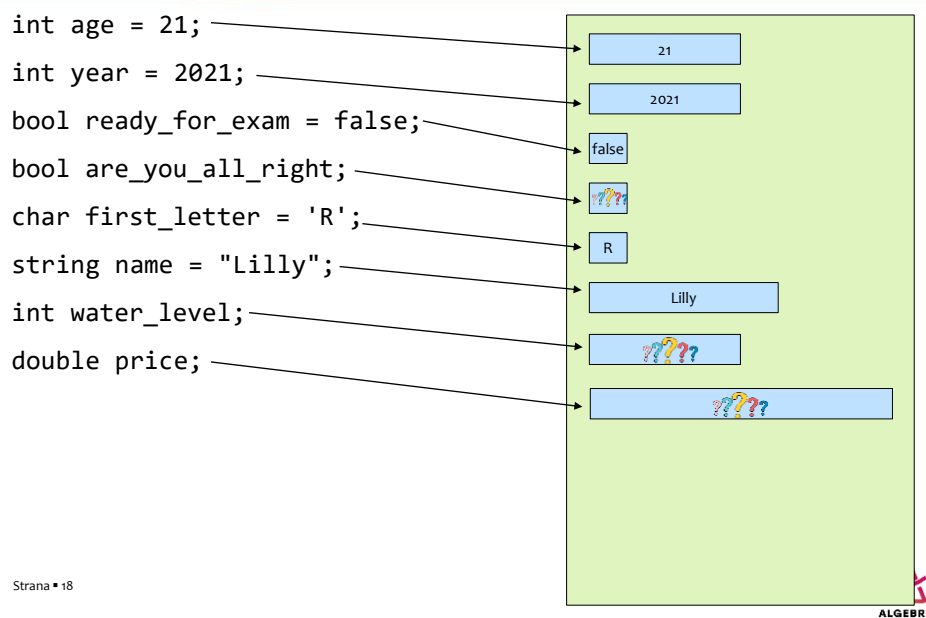 int age = 21;
21
int year = 2021;
2021
bool ready_for_exam = false;
false
bool are_you_all_right;
?????
char first_letter = 'R';
R
string name = "Lilly";
Lilly
int water_level;
?????
double price;
?????
Strana ▪ 18
ALGEBR